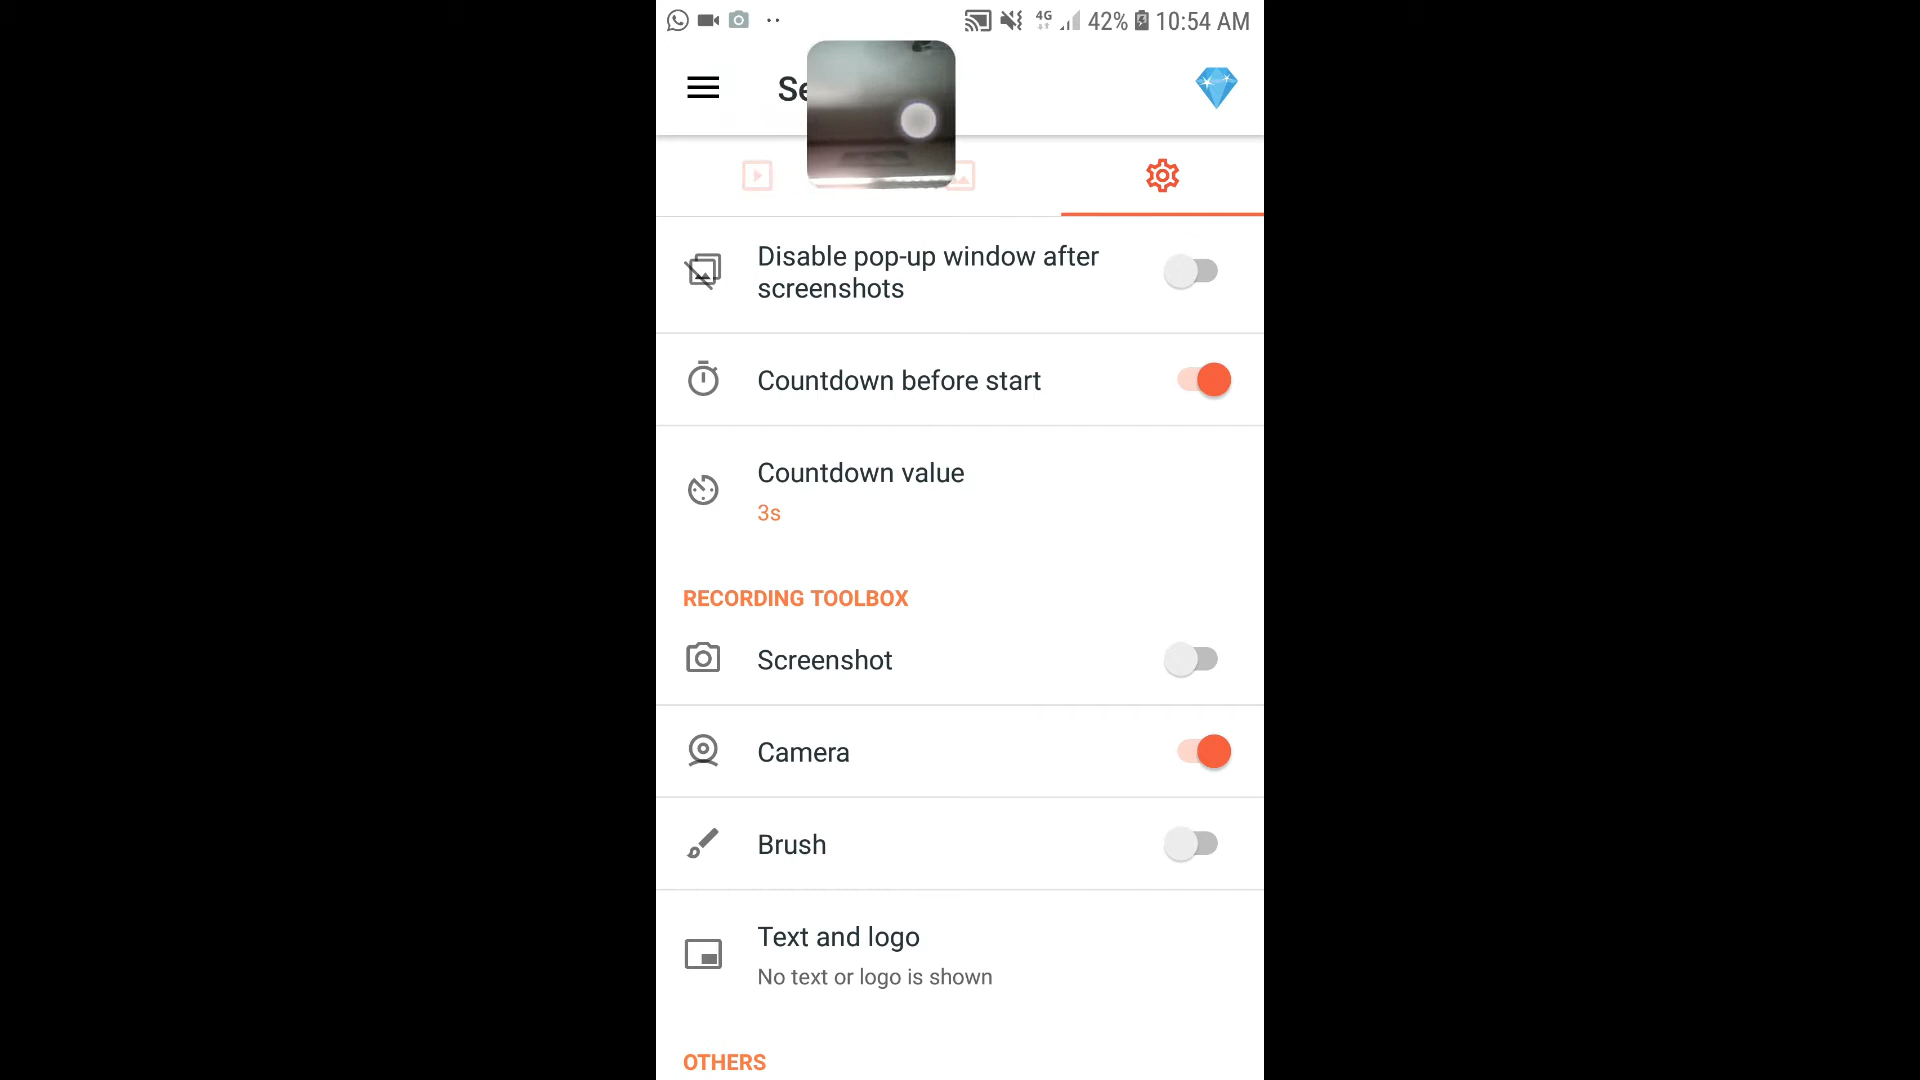 4G 42% 10:54 AM
Disable pop-up window after
screenshots
Countdown before start
Countdown value
3s
RECORDING TOOLBOX
Screenshot
Camera
Brush
Text and logo
No text or logo is shown
OTHERS